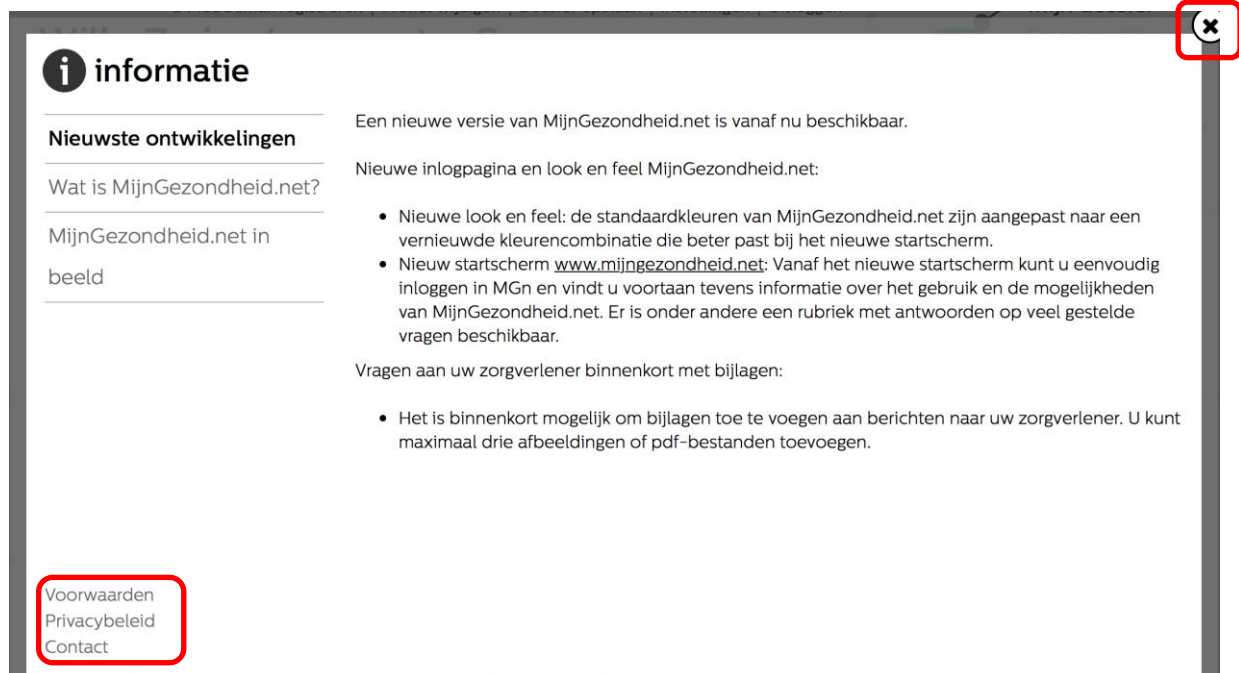 informatie
Nieuwste ontwikkelingen
Wat is MijnGezondheid.net?
MijnGezondheid.net in
beeld
Een nieuwe versie van MijnGezondheid.net is vanaf nu beschikbaar.
Nieuwe inlogpagina en look en feel MijnGezondheid.net:
• Nieuwe look en feel: de standaardkleuren van MijnGezondheid.net zijn aangepast naar een
vernieuwde kleurencombinatie die beter past bij het nieuwe startscherm.
• Nieuw startscherm www.mijngezondheid.net: Vanaf het nieuwe startscherm kunt u eenvoudig
inloggen in MGn en vindt u voortaan tevens informatie over het gebruik en de mogelijkheden
van MijnGezondheid.net. Er is onder andere een rubriek met antwoorden op veel gestelde
vragen beschikbaar.
Vragen aan uw zorgverlener binnenkort met bijlagen:
• Het is binnenkort mogelijk om bijlagen toe te voegen aan berichten naar uw zorgverlener. U kunt
maximaal drie afbeeldingen of pdf-bestanden toevoegen.
Voorwaarden
Privacybeleid
Contact